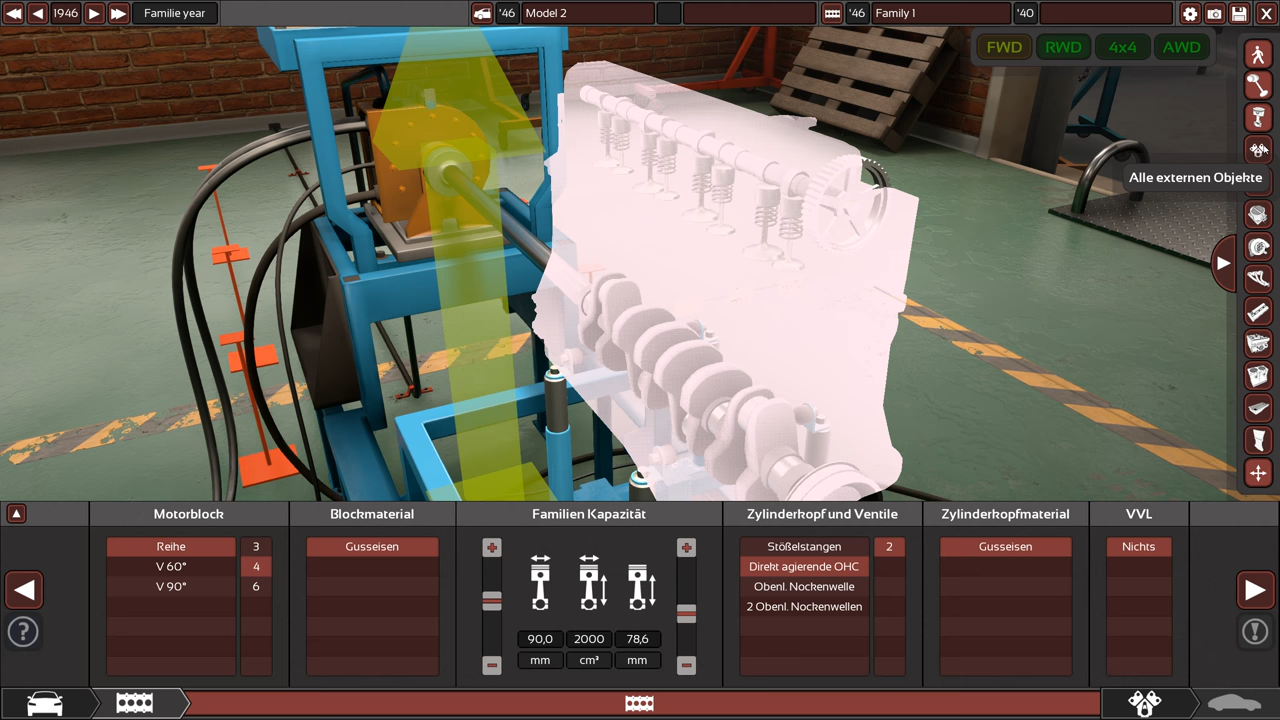 1946 Familie year '46 Model 2 '46 Family 1 '40
FWD RWD 4x4 AWD
Alle externen Objekte
Motorblock Blockmaterial Familien Kapazität Zylinderkopf und Ventile Zylinderkopfmaterial VVL
Reihe 3 Gusseisen Stößelstangen 2 Gusseisen Nichts
V 60° 4 Direkt agierende OHC
V 90° 6 Obenl. Nockenwelle
2 Obenl. Nockenwellen
90,0 2000 78,6
mm cm³ mm